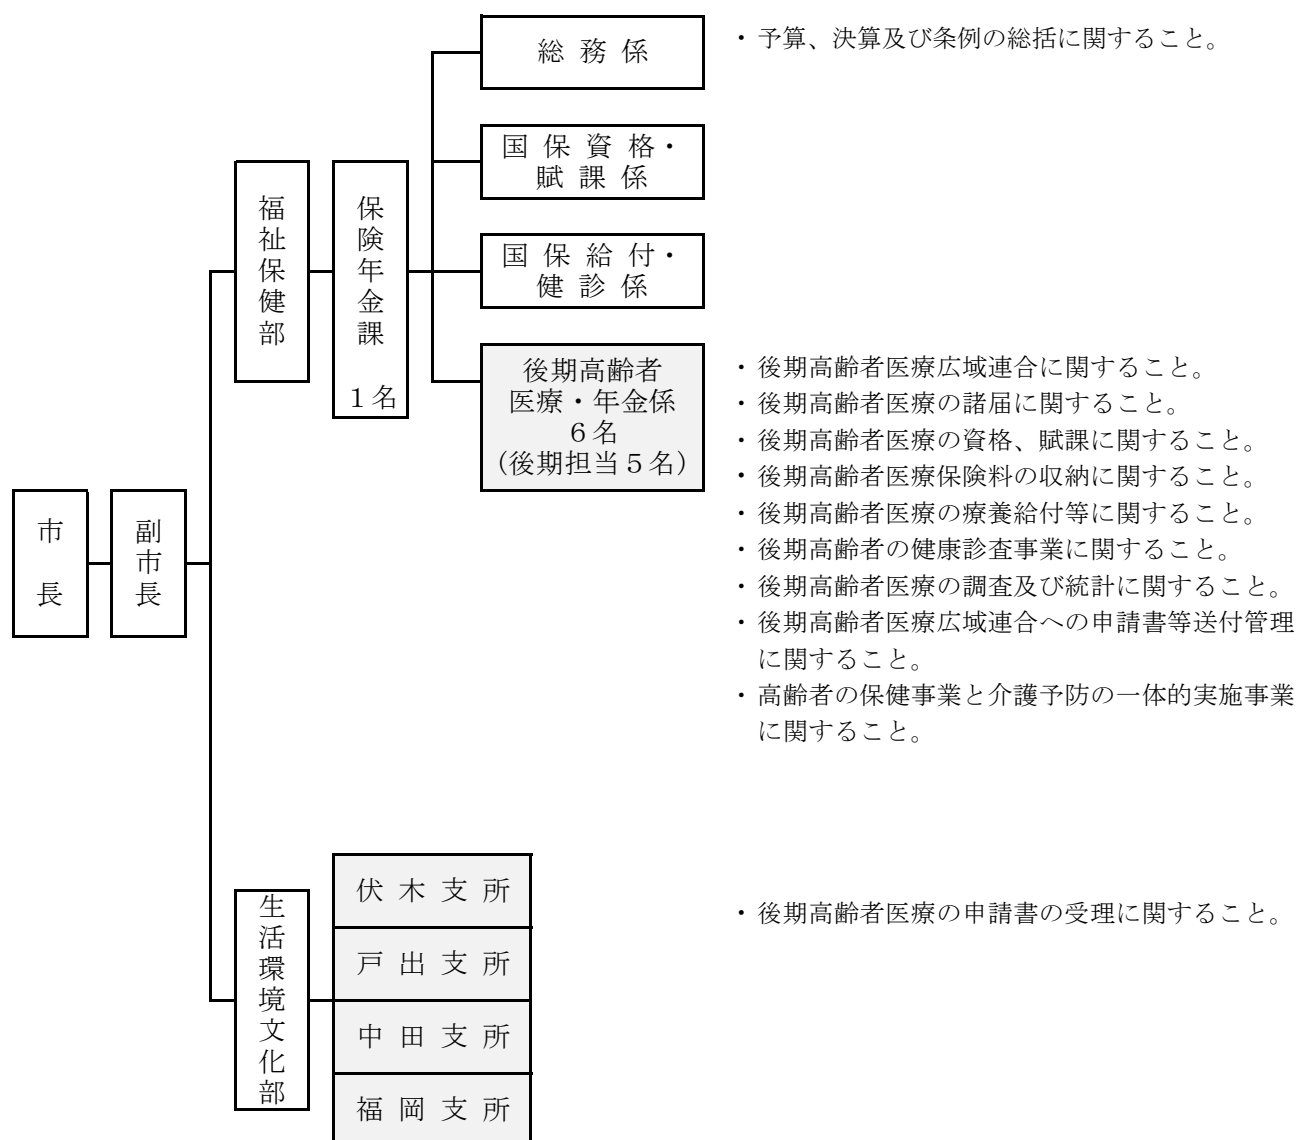 総務係
・予算、決算及び条例の総括に関すること。
国保資格・
賦課係
福祉保健部
保険年金課
1名
国保給付・
健診係
後期高齢者
医療・年金係
6名
(後期担当5名)
・後期高齢者医療広域連合に関すること。
・後期高齢者医療の諸届に関すること。
・後期高齢者医療の資格、賦課に関すること。
・後期高齢者医療保険料の収納に関すること。
・後期高齢者医療の療養給付等に関すること。
・後期高齢者の健康診査事業に関すること。
・後期高齢者医療の調査及び統計に関すること。
・後期高齢者医療広域連合への申請書等送付管理
に関すること。
・高齢者の保健事業と介護予防の一体的実施事業
に関すること。
市長
副市長
生活環境文化部
伏木支所
・後期高齢者医療の申請書の受理に関すること。
戸出支所
中田支所
福岡支所